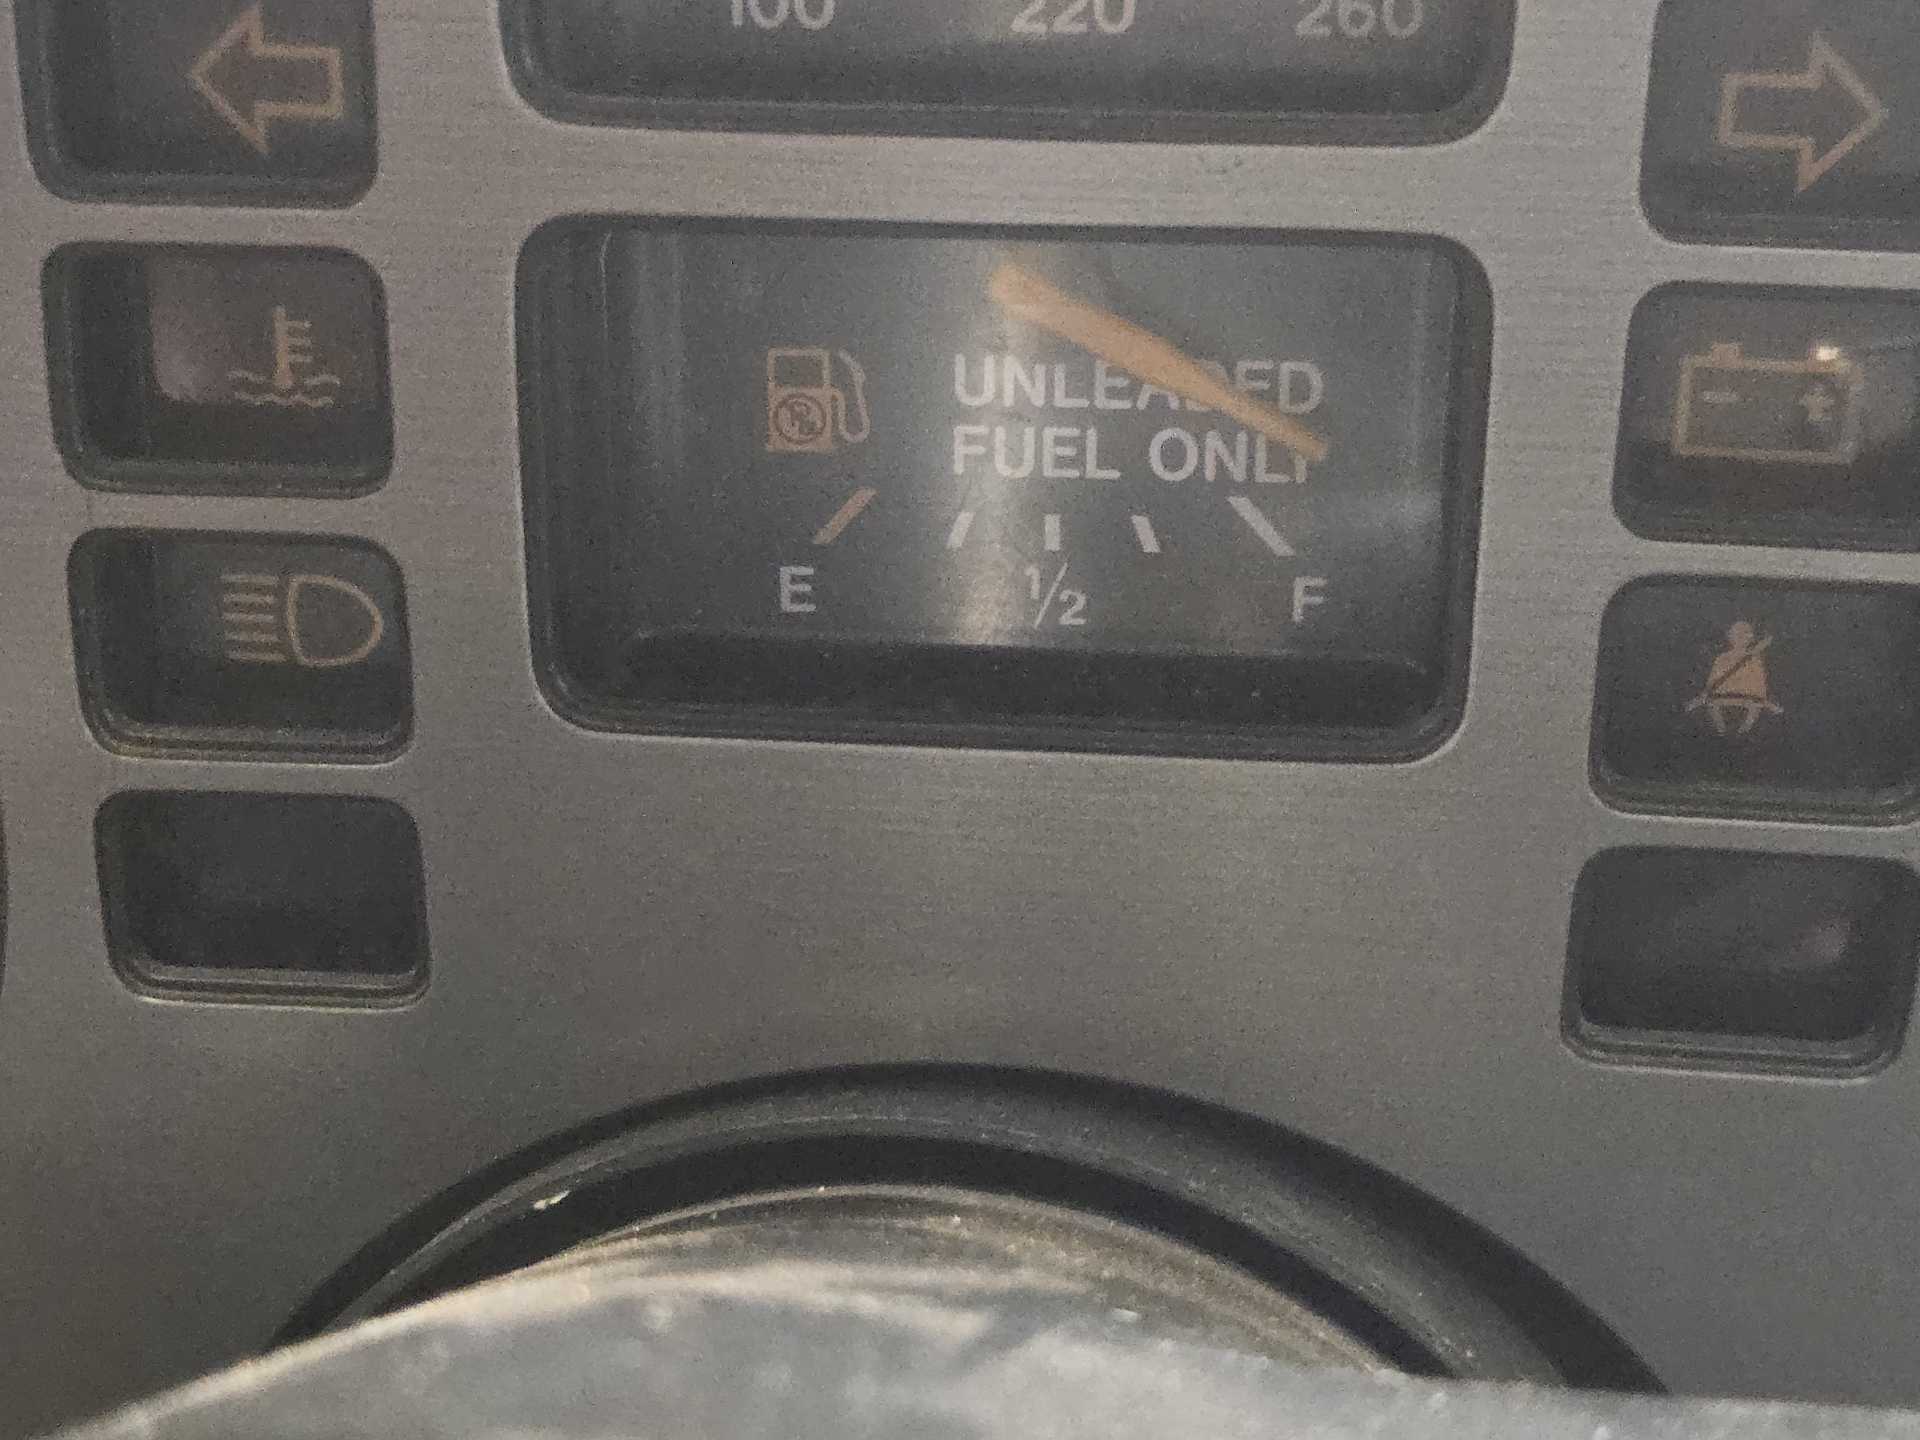 100 220 260
UNLEADED
FUEL ONLY
E 1/2 F